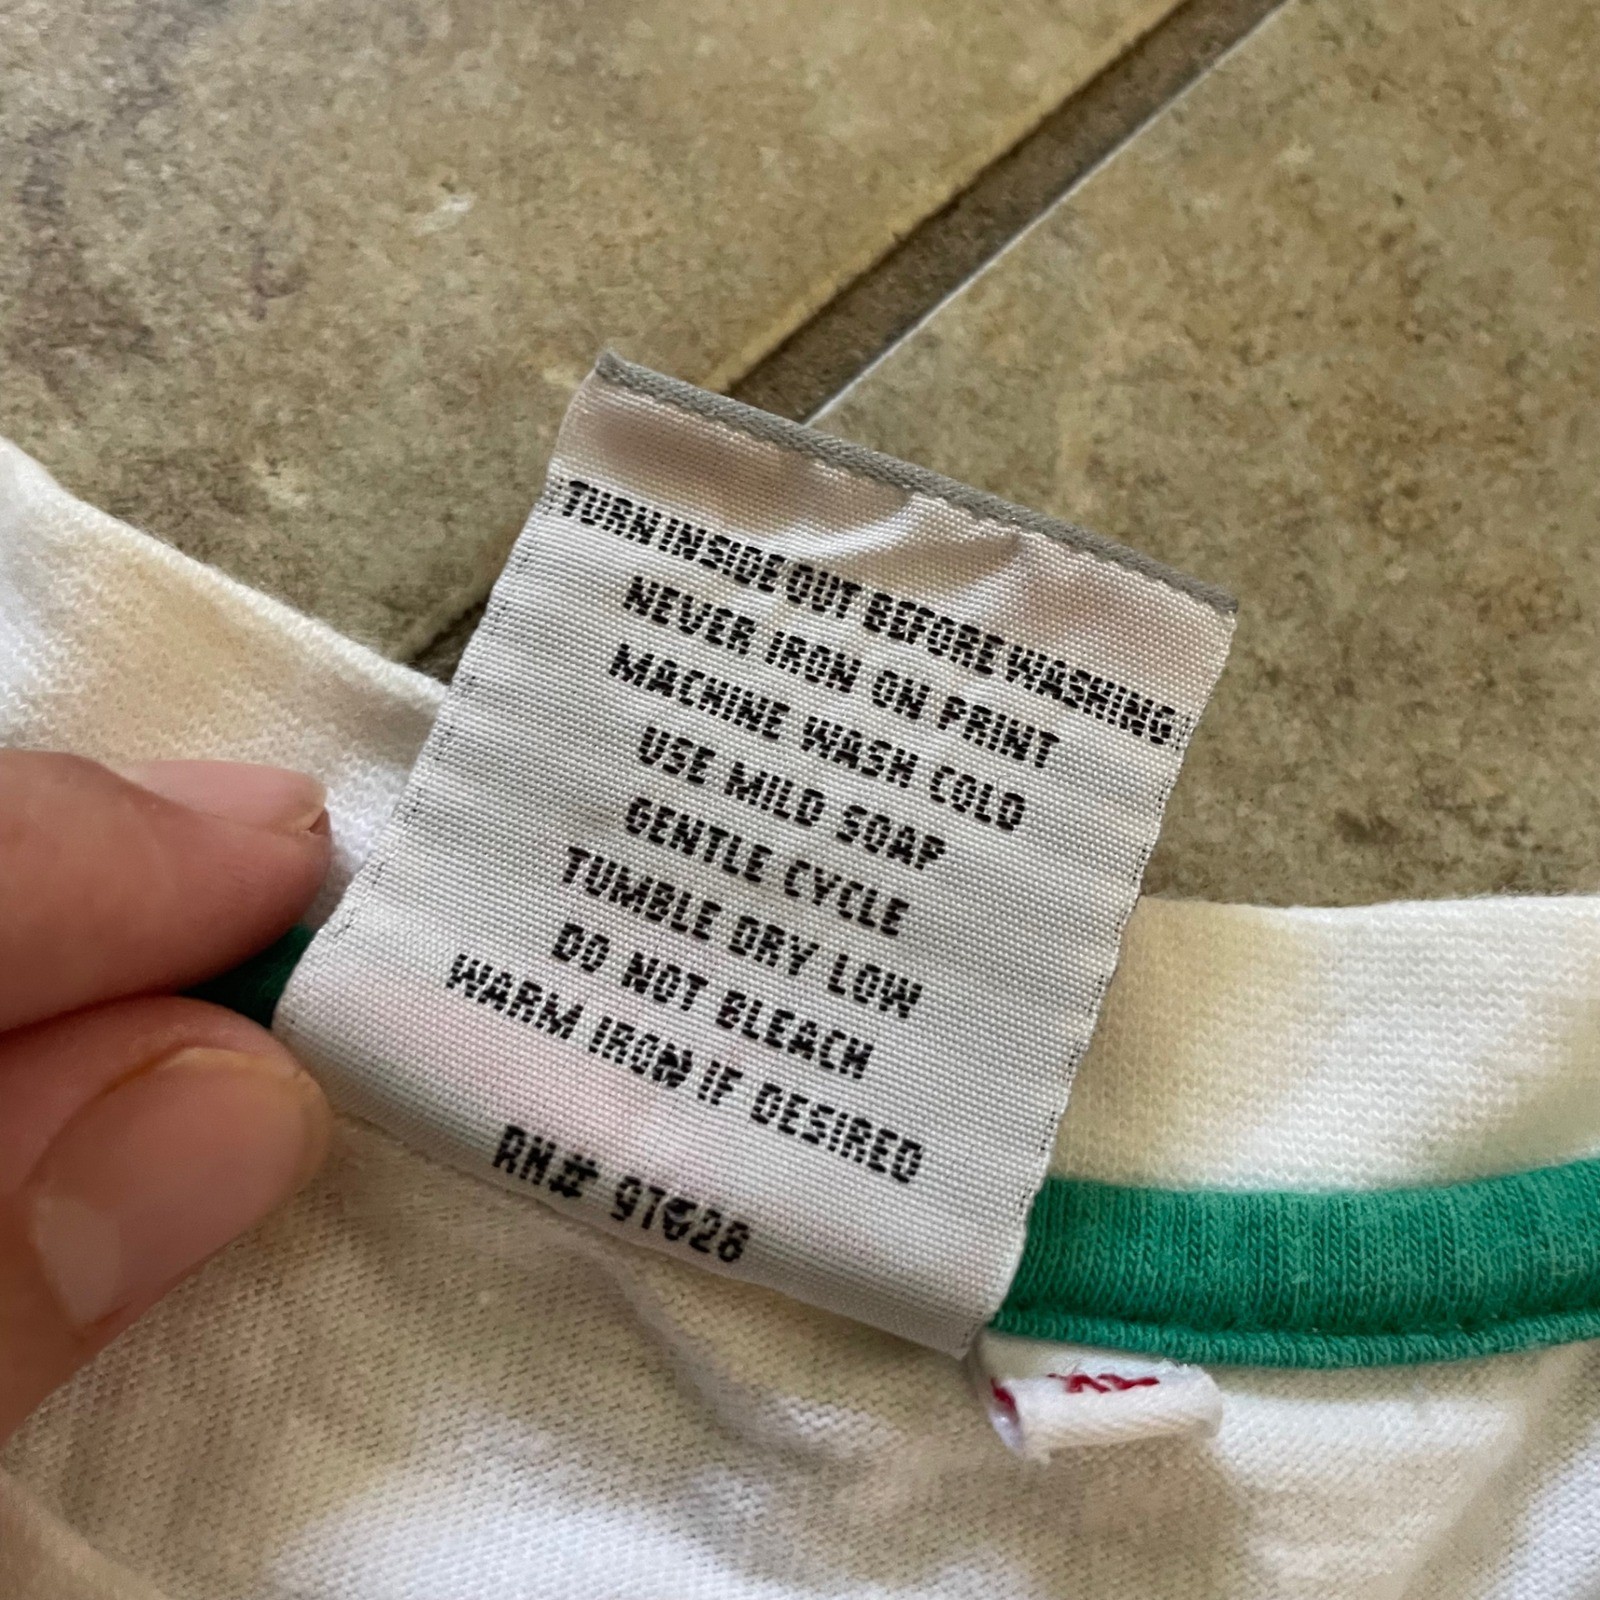 TURN INSIDE OUT BEFORE WASHING
NEVER IRON ON PRINT
MACHINE WASH COLD
USE MILD SOAP
GENTLE CYCLE
TUMBLE DRY LOW
DO NOT BLEACH
WARM IRON IF DESIRED
RN#